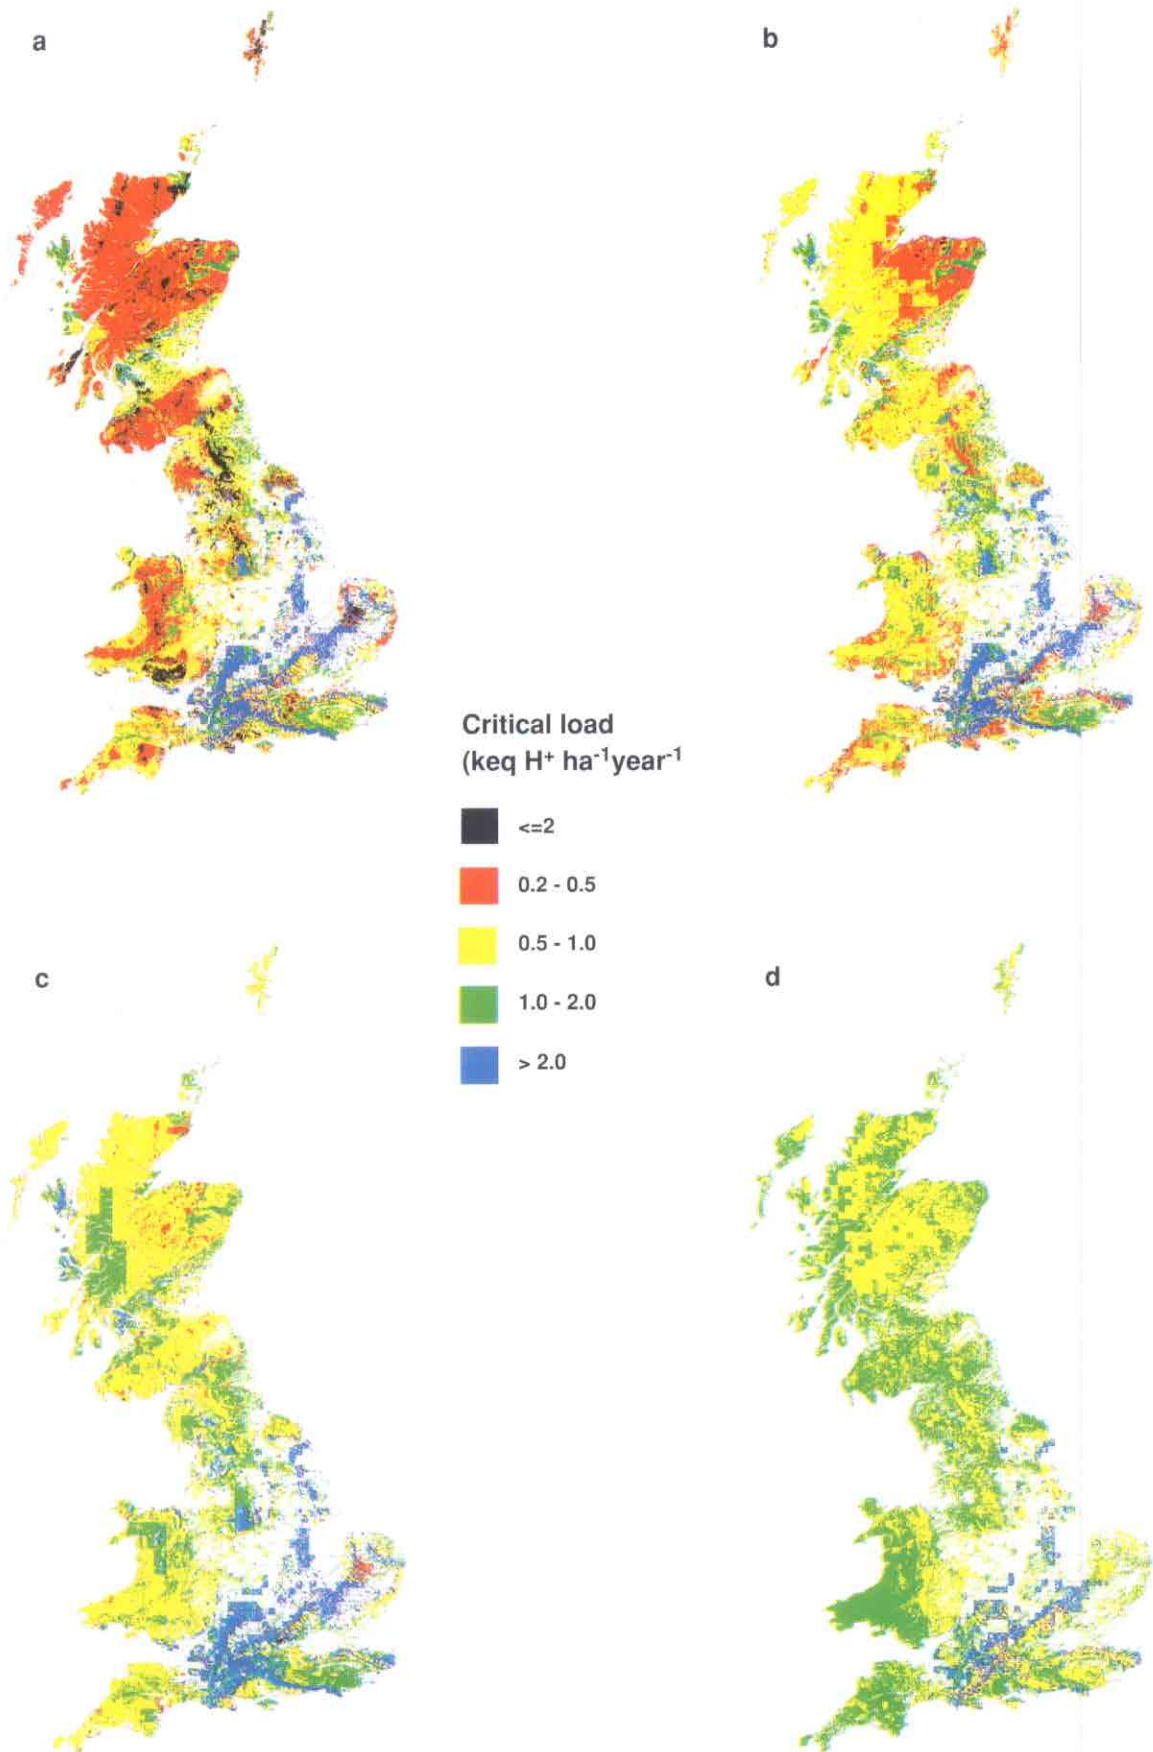 a
b
Critical load
(keq H⁺ ha⁻¹year⁻¹
<=2
0.2 - 0.5
0.5 - 1.0
1.0 - 2.0
> 2.0
c
d